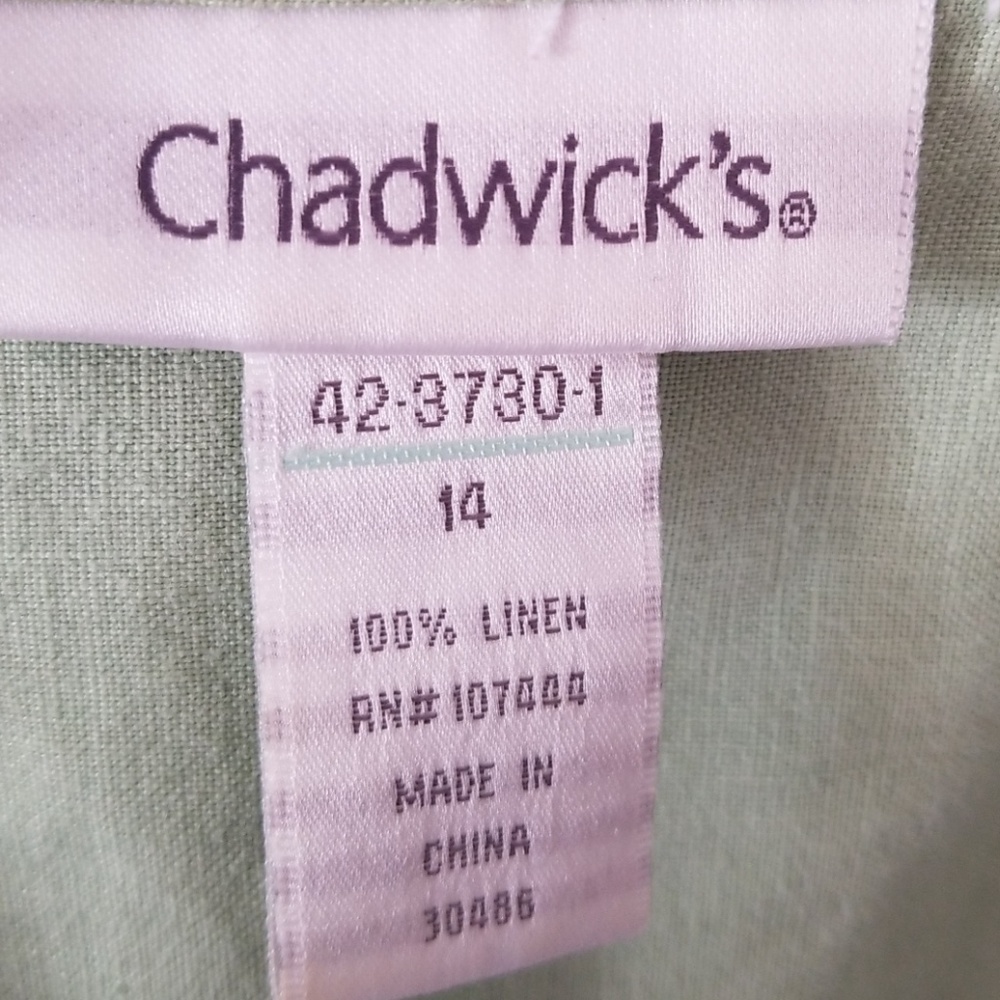 Chadwick's®
42-3730-1
14
100% LINEN
RN# 107444
MADE IN
CHINA
30486